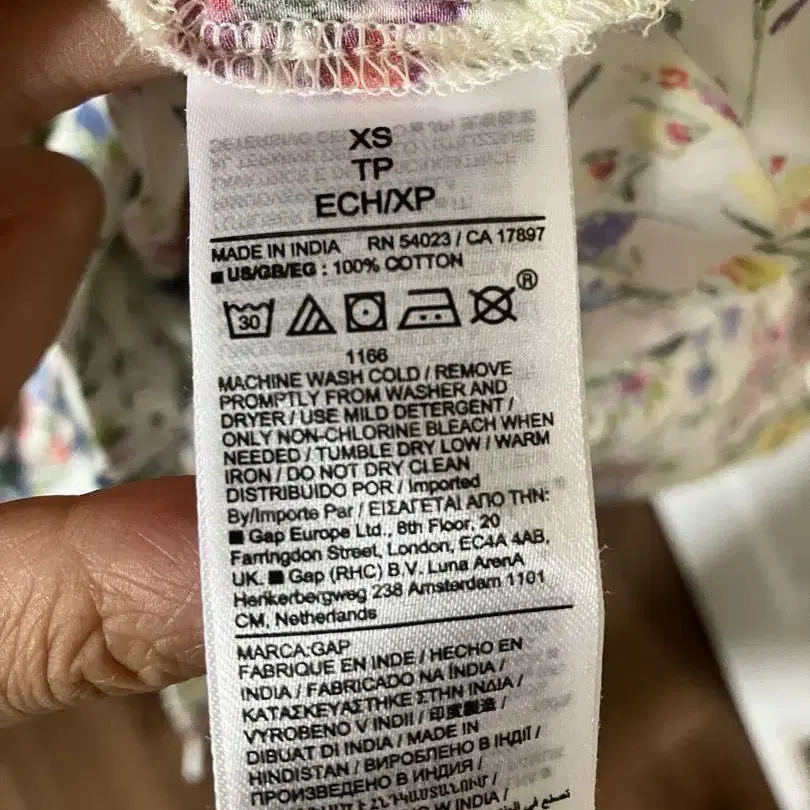 XS
TP
ECH/XP
MADE IN INDIA RN 54023 / CA 17897
■ US/GB/EG : 100% COTTON
30 ®
1166
MACHINE WASH COLD / REMOVE
PROMPTLY FROM WASHER AND
DRYER / USE MILD DETERGENT /
ONLY NON-CHLORINE BLEACH WHEN
NEEDED / TUMBLE DRY LOW / WARM
IRON / DO NOT DRY CLEAN
DISTRIBUIDO POR / Imported
By/Importe Par / ΕΙΣΑΓΕΤΑΙ ΑΠΟ ΤΗΝ:
■ Gap Europe Ltd., 8th Floor, 20
Farringdon Street, London, EC4A 4AB,
UK. ■ Gap (RHC) B.V. Luna ArenA
Herikerbergweg 238 Amsterdam 1101
CM, Netherlands
MARCA:GAP
FABRIQUE EN INDE / HECHO EN
INDIA / FABRICADO NA ÍNDIA /
ΚΑΤΑΣΚΕΥΑΣΤΗΚΕ ΣΤΗΝ ΙΝΔΙΑ /
VYROBENO V INDII / 印度製造 /
DIBUAT DI INDIA / MADE IN
HINDISTAN / ВИРОБЛЕНО В ІНДІЇ /
ПРОИЗВЕДЕНО В ИНДИЯ /
W INDIA /